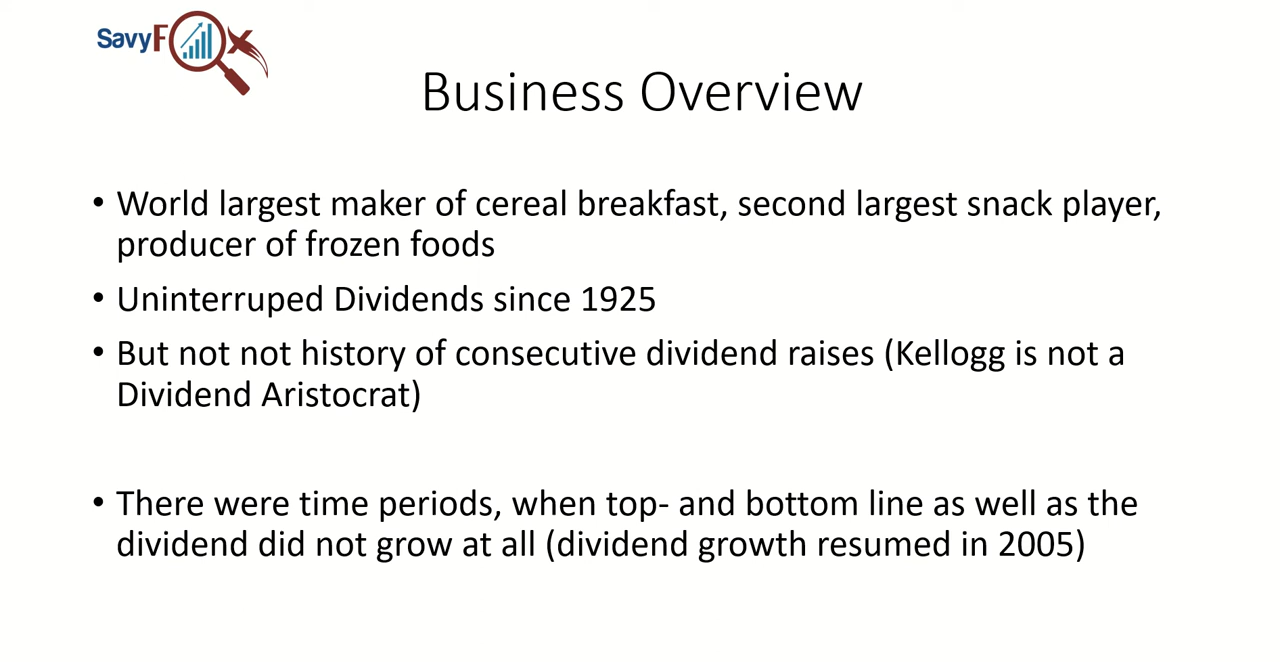 SavyFox
Business Overview
• World largest maker of cereal breakfast, second largest snack player,
producer of frozen foods
• Uninterruped Dividends since 1925
• But not not history of consecutive dividend raises (Kellogg is not a
Dividend Aristocrat)
• There were time periods, when top- and bottom line as well as the
dividend did not grow at all (dividend growth resumed in 2005)